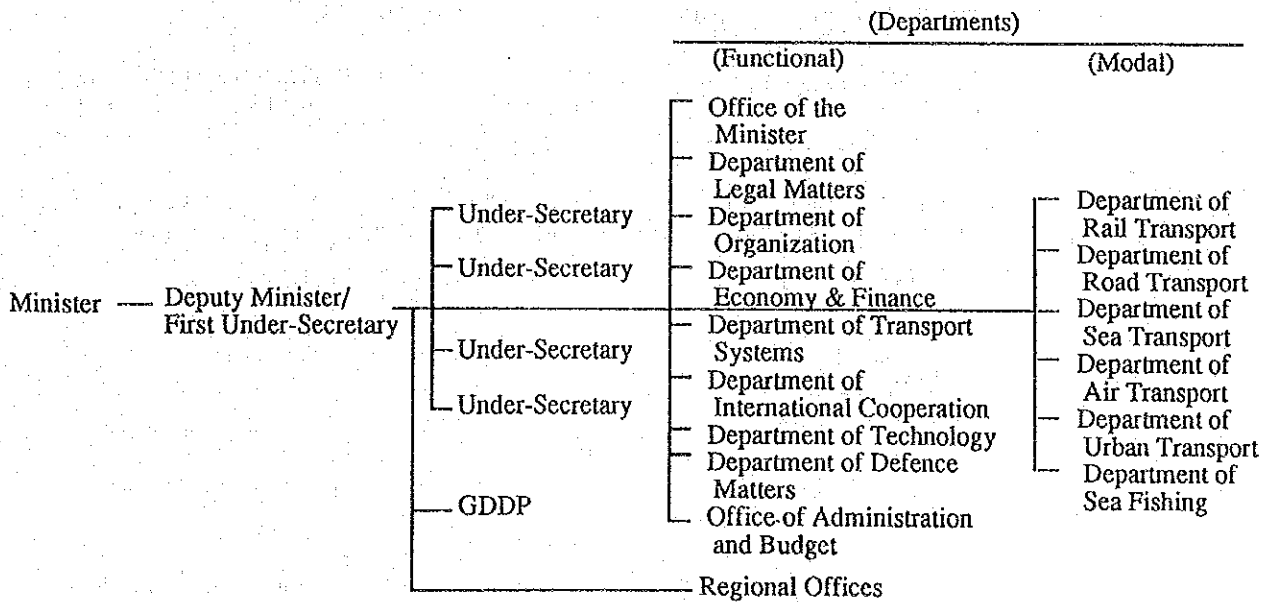 (Departments)
(Functional)
(Modal)
Minister
Deputy Minister/
First Under-Secretary
Under-Secretary
Under-Secretary
Under-Secretary
Under-Secretary
GDDP
Office of the
Minister
Department of
Legal Matters
Department of
Organization
Department of
Economy & Finance
Department of Transport
Systems
Department of
International Cooperation
Department of Technology
Department of Defence
Matters
Office of Administration
and Budget
Regional Offices
Department of
Rail Transport
Department of
Road Transport
Department of
Sea Transport
Department of
Air Transport
Department of
Urban Transport
Department of
Sea Fishing